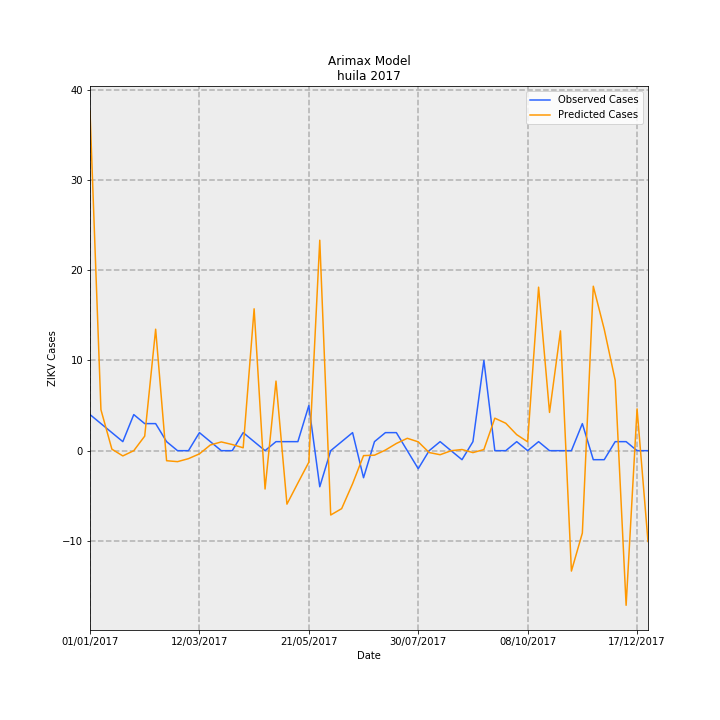 Arimax Model
huila 2017
Observed Cases
Predicted Cases
40
30
20
10
0
−10
ZIKV Cases
01/01/2017 12/03/2017 21/05/2017 30/07/2017 08/10/2017 17/12/2017
Date